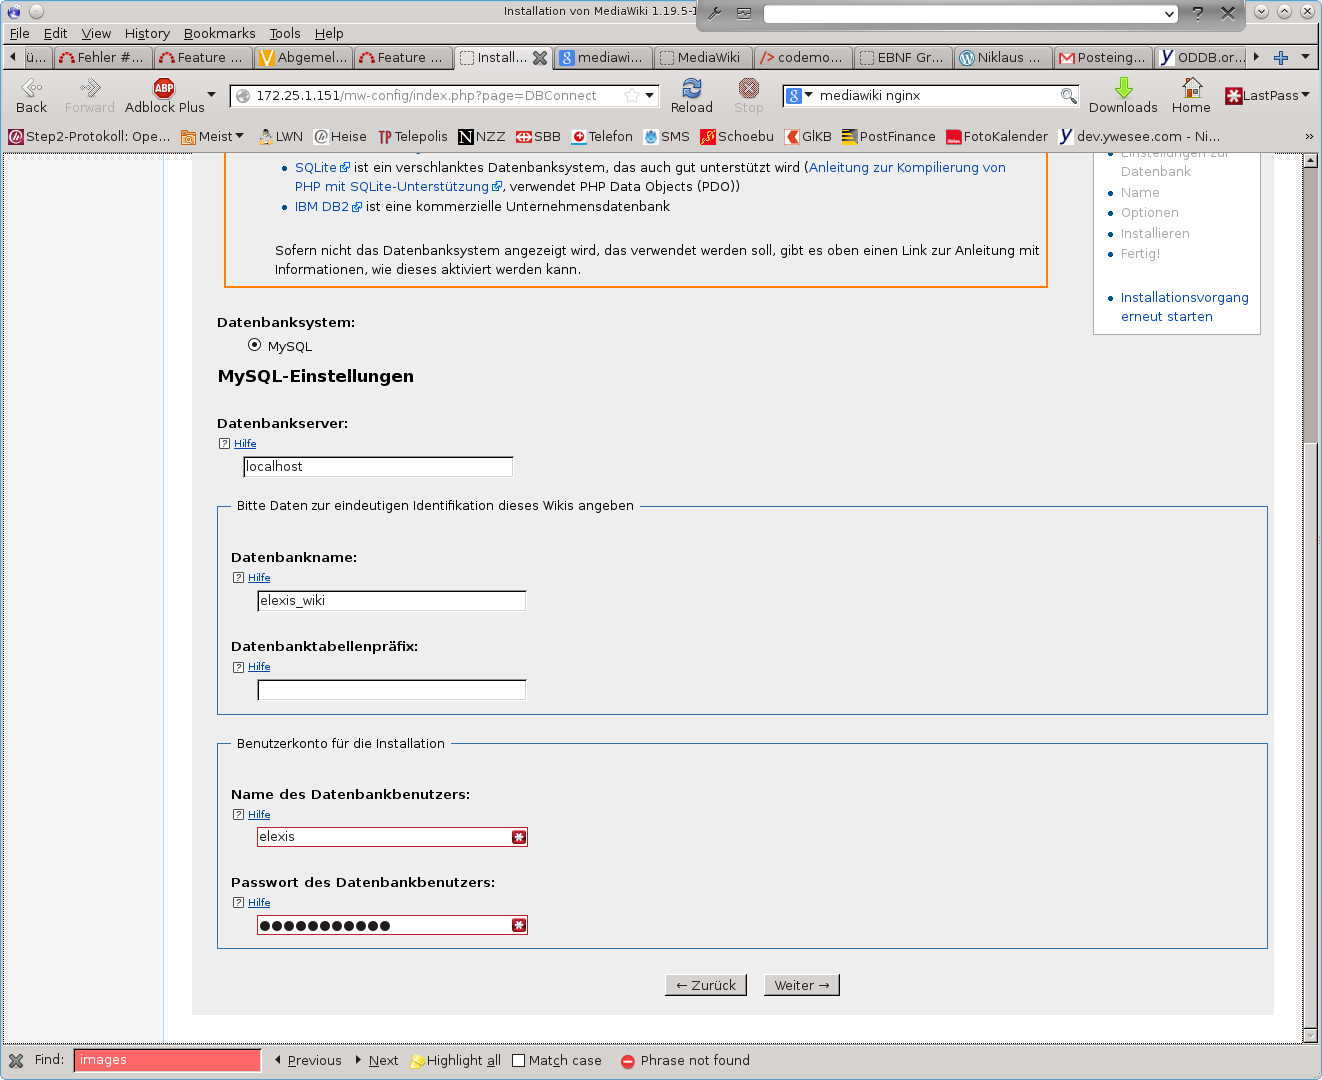 Installation von MediaWiki 1.19.5-1
File Edit View History Bookmarks Tools Help
ü... Fehler #... Feature ... Abgemel... Feature ... Install... mediawi... MediaWiki codemo... EBNF Gr... Niklaus ... Posteing... ODDB.or...
Back Forward Adblock Plus 172.25.1.151/mw-config/index.php?page=DBConnect Reload Stop mediawiki nginx Downloads Home LastPass
Step2-Protokoll: Ope... Meist LWN Heise Telepolis NZZ SBB Telefon SMS Schoebu GlKB PostFinance FotoKalender dev.ywesee.com - Ni... »
SQLite ist ein verschlanktes Datenbanksystem, das auch gut unterstützt wird (Anleitung zur Kompilierung von
PHP mit SQLite-Unterstützung, verwendet PHP Data Objects (PDO))
IBM DB2 ist eine kommerzielle Unternehmensdatenbank
Sofern nicht das Datenbanksystem angezeigt wird, das verwendet werden soll, gibt es oben einen Link zur Anleitung mit
Informationen, wie dieses aktiviert werden kann.
Einstellungen zur
Datenbank
Name
Optionen
Installieren
Fertig!
Installationsvorgang
erneut starten
Datenbanksystem:
MySQL
MySQL-Einstellungen
Datenbankserver:
? Hilfe
localhost
Bitte Daten zur eindeutigen Identifikation dieses Wikis angeben
Datenbankname:
? Hilfe
elexis_wiki
Datenbanktabellenpräfix:
? Hilfe
Benutzerkonto für die Installation
Name des Datenbankbenutzers:
? Hilfe
elexis
Passwort des Datenbankbenutzers:
? Hilfe
●●●●●●●●●●●
← Zurück Weiter →
Find: images Previous Next Highlight all Match case Phrase not found